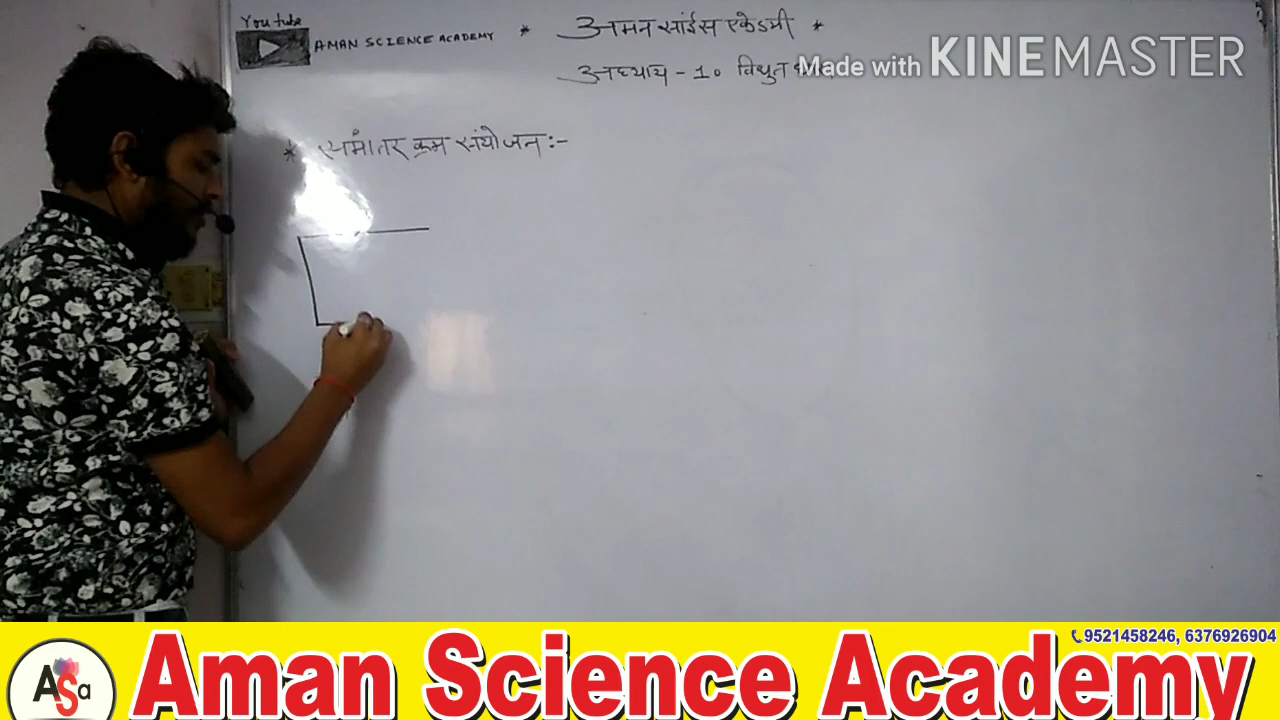 You tube
AMAN SCIENCE ACADEMY * अमन साईंस एकेडमी *
Made with KINEMASTER
अध्याय - 10 विद्युत
* समांतर क्रम संयोजन :-
9521458246, 6376926904
ASa
Aman Science Academy